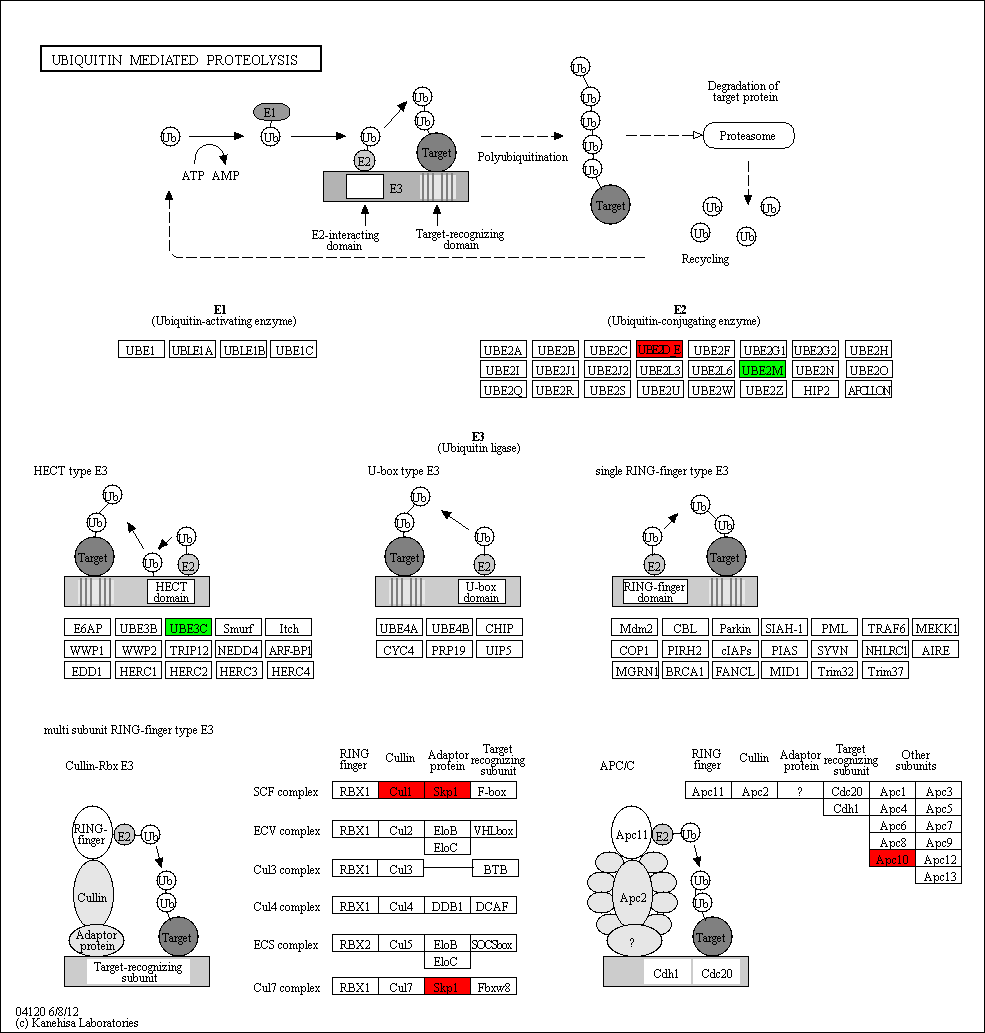 UBIQUITIN MEDIATED PROTEOLYSIS
Ub
ATP AMP
E1
Ub
Ub
E2
Ub
Ub
Target
E3
E2-interacting
domain
Target-recognizing
domain
Polyubiquitination
Ub
Ub
Ub
Ub
Ub
Target
Degradation of
target protein
Proteasome
Ub
Ub
Ub
Ub
Recycling
E1
(Ubiquitin-activating enzyme)
UBE1 UBLE1A UBLE1B UBE1C
E2
(Ubiquitin-conjugating enzyme)
UBE2A UBE2B UBE2C UBE2D_E UBE2F UBE2G1 UBE2G2 UBE2H
UBE2I UBE2J1 UBE2J2 UBE2L3 UBE2L6 UBE2M UBE2N UBE2O
UBE2Q UBE2R UBE2S UBE2U UBE2W UBE2Z HIP2 APCLLON
E3
(Ubiquitin ligase)
HECT type E3
Ub
Ub
Ub
Target
Ub
E2
HECT
domain
E6AP UBE3B UBE3C Smurf Itch
WWP1 WWP2 TRIP12 NEDD4 ARF-BP1
EDD1 HERC1 HERC2 HERC3 HERC4
U-box type E3
Ub
Ub
Ub
Target
E2
U-box
domain
UBE4A UBE4B CHIP
CYC4 PRP19 UIP5
single RING-finger type E3
Ub
Ub
Ub
E2
Target
RING-finger
domain
Mdm2 CBL Parkin SIAH-1 PML TRAF6 MEKK1
COP1 PIRH2 cIAPs PIAS SYVN NHLRC1 AIRE
MGRN1 BRCA1 FANCL MID1 Trim32 Trim37
multi subunit RING-finger type E3
Cullin-Rbx E3
RING-
finger
E2
Ub
Cullin
Ub
Ub
Adaptor
protein
Target
Target-recognizing
subunit
RING
finger
Cullin
Adaptor
protein
Target
recognizing
subunit
SCF complex RBX1 Cul1 Skp1 F-box
ECV complex RBX1 Cul2 EloB VHLbox
EloC
Cul3 complex RBX1 Cul3 BTB
Cul4 complex RBX1 Cul4 DDB1 DCAF
ECS complex RBX2 Cul5 EloB SOCSbox
EloC
Cul7 complex RBX1 Cul7 Skp1 Fbxw8
APC/C
RING
finger
Cullin
Adaptor
protein
Target
recognizing
subunit
Other
subunits
Apc11 Apc2 ? Cdc20 Apc1 Apc3
Cdh1 Apc4 Apc5
Apc6 Apc7
Apc8 Apc9
Apc10 Apc12
Apc13
Apc11
E2
Ub
Apc2
Ub
Ub
?
Target
Cdh1 Cdc20
04120 6/8/12
(c) Kanehisa Laboratories